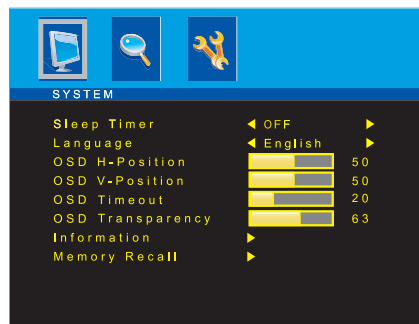 SYSTEM
Sleep Timer OFF
Language English
OSD H-Position 50
OSD V-Position 50
OSD Timeout 20
OSD Transparency 63
Information
Memory Recall